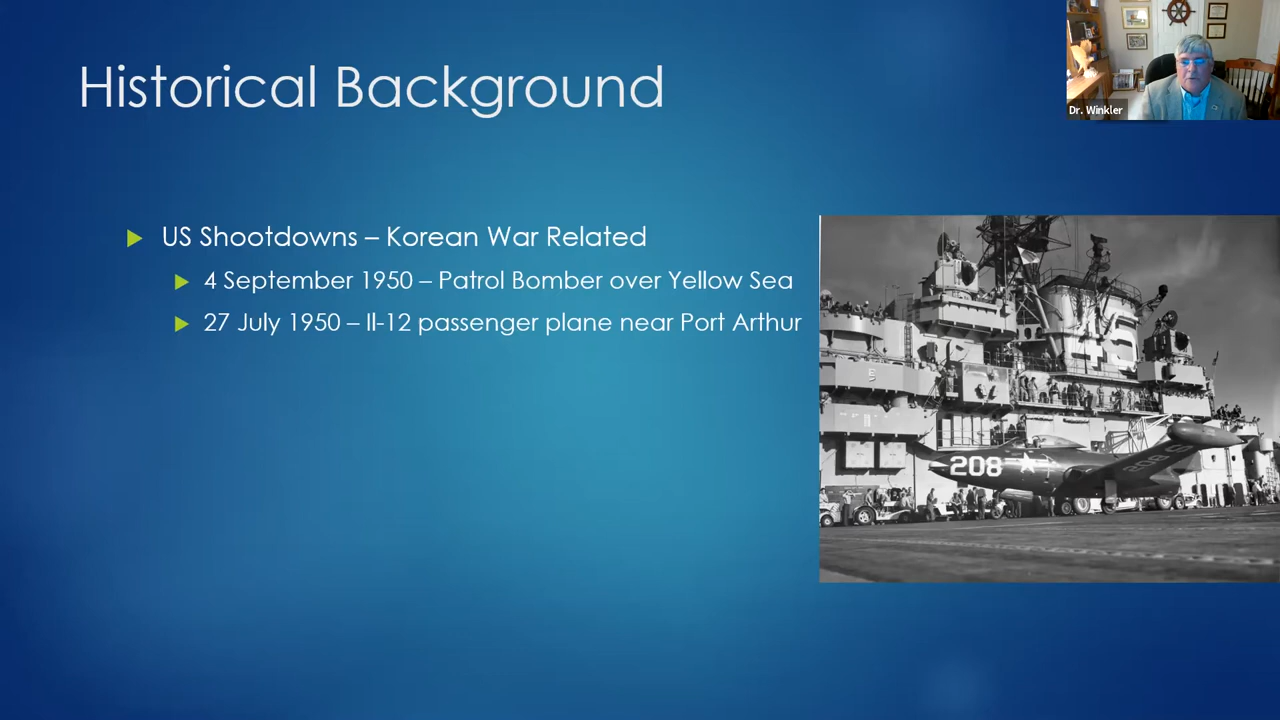 Historical Background
Dr. Winkler
US Shootdowns – Korean War Related
4 September 1950 – Patrol Bomber over Yellow Sea
27 July 1950 – Il-12 passenger plane near Port Arthur
45
208